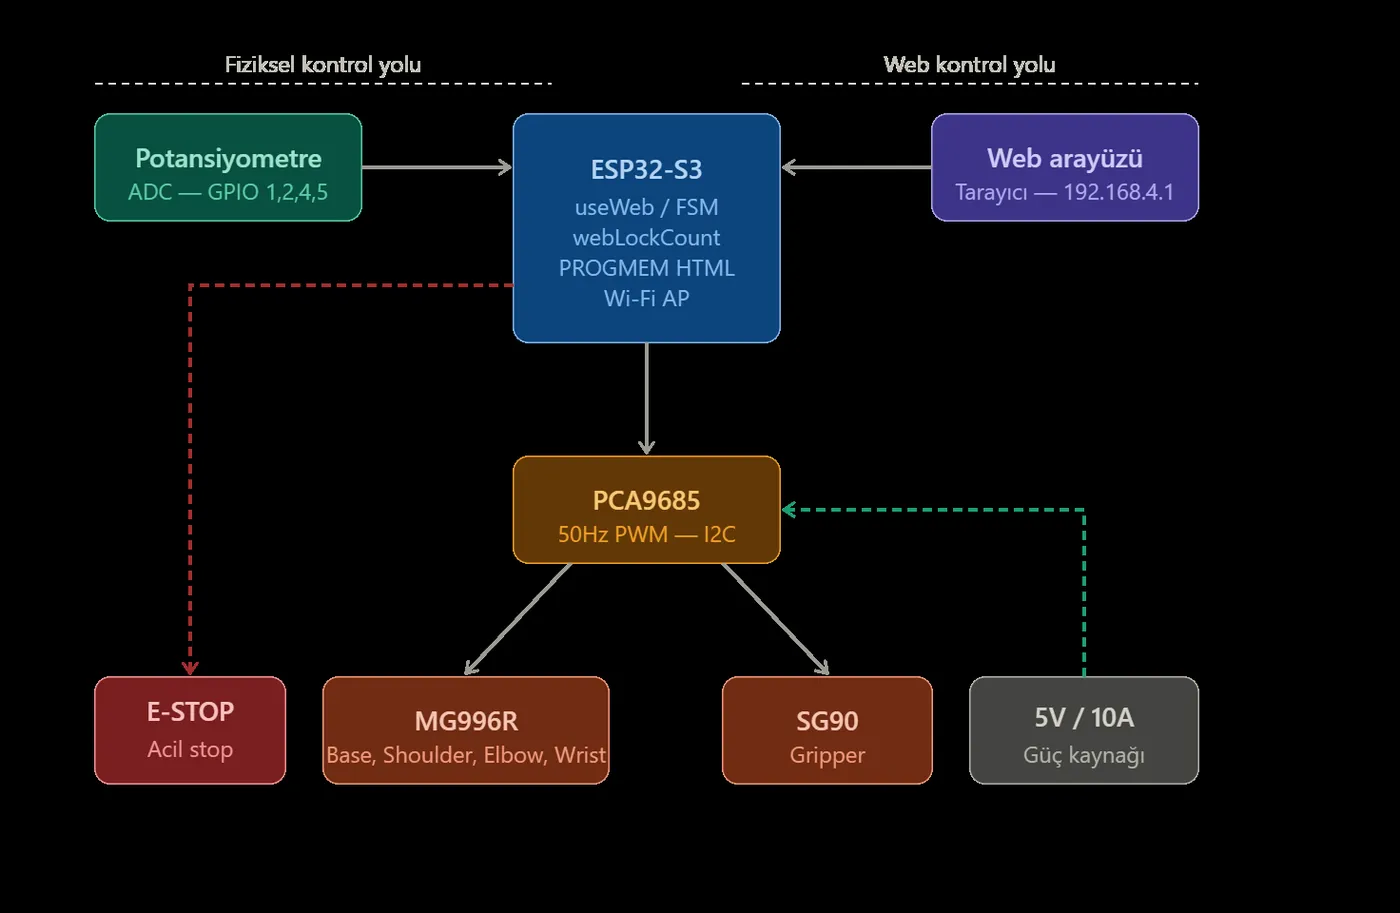 Fiziksel kontrol yolu
Web kontrol yolu
Potansiyometre
ADC — GPIO 1,2,4,5
ESP32-S3
useWeb / FSM
webLockCount
PROGMEM HTML
Wi-Fi AP
Web arayüzü
Tarayıcı — 192.168.4.1
PCA9685
50Hz PWM — I2C
E-STOP
Acil stop
MG996R
Base, Shoulder, Elbow, Wrist
SG90
Gripper
5V / 10A
Güç kaynağı